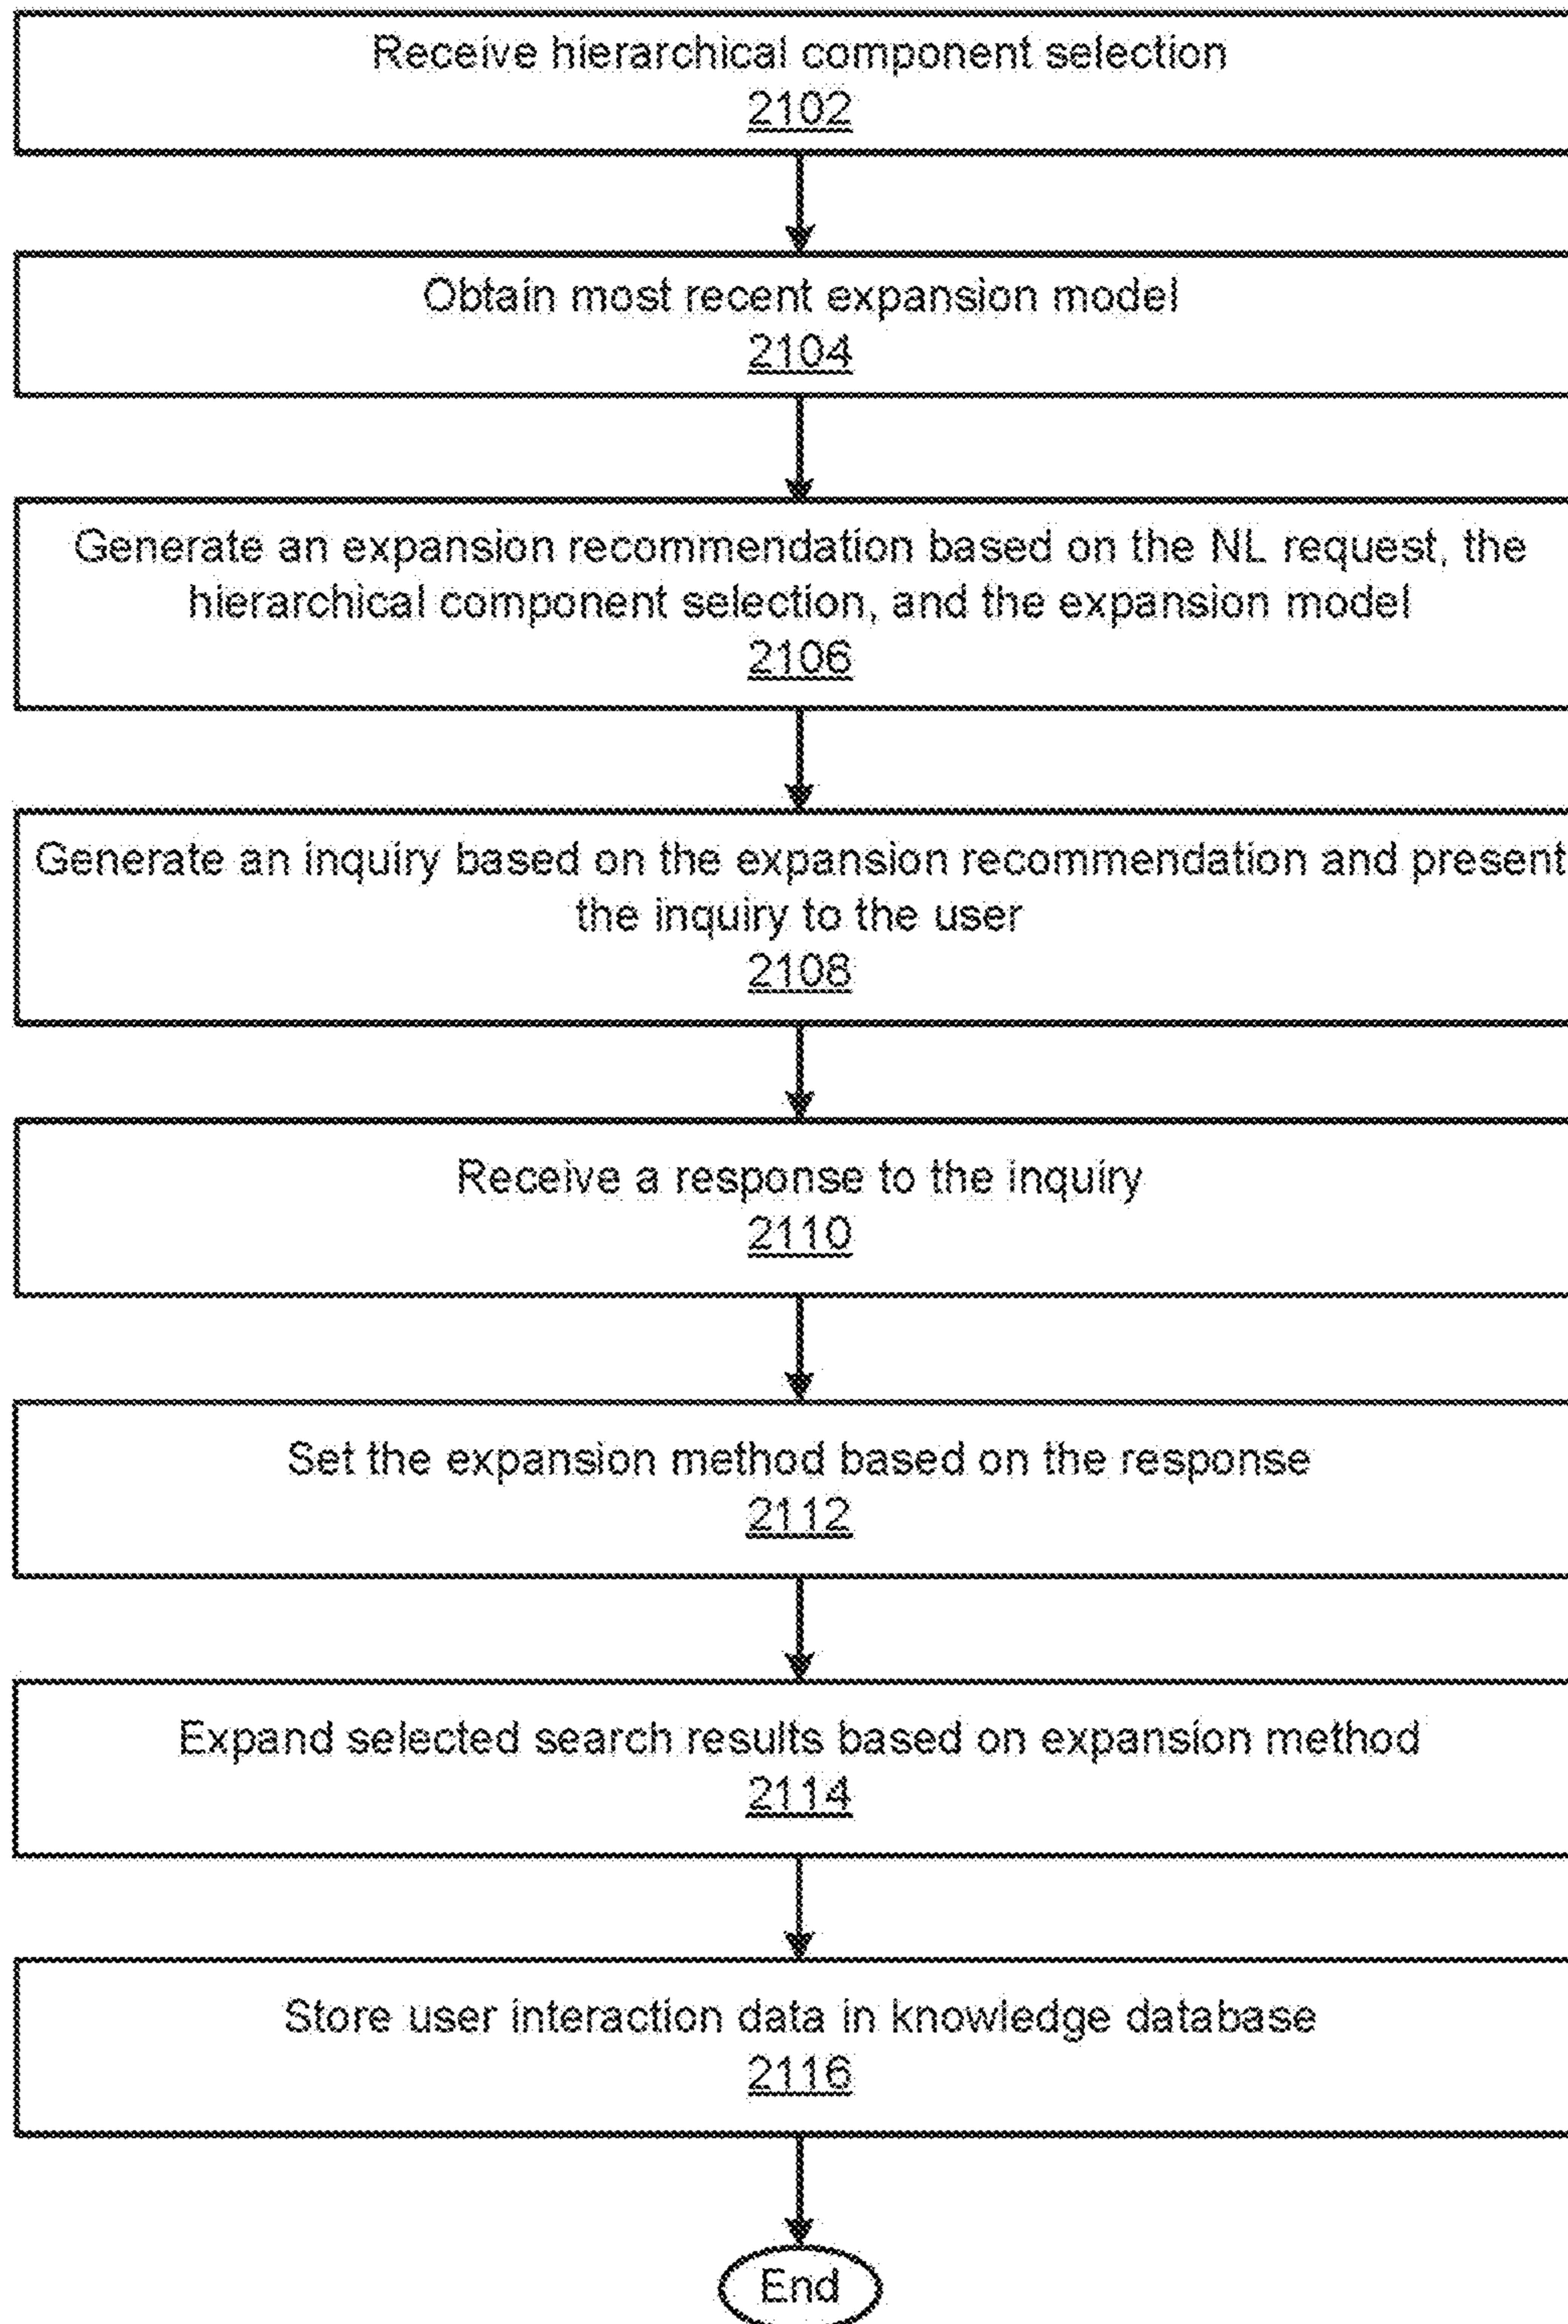 Receive hierarchical component selection
2102
Obtain most recent expansion model
2104
Generate an expansion recommendation based on the NL request, the
hierarchical component selection, and the expansion model
2106
Generate an inquiry based on the expansion recommendation and present
the inquiry to the user
2108
Receive a response to the inquiry
2110
Set the expansion method based on the response
2112
Expand selected search results based on expansion method
2114
Store user interaction data in knowledge database
2116
End